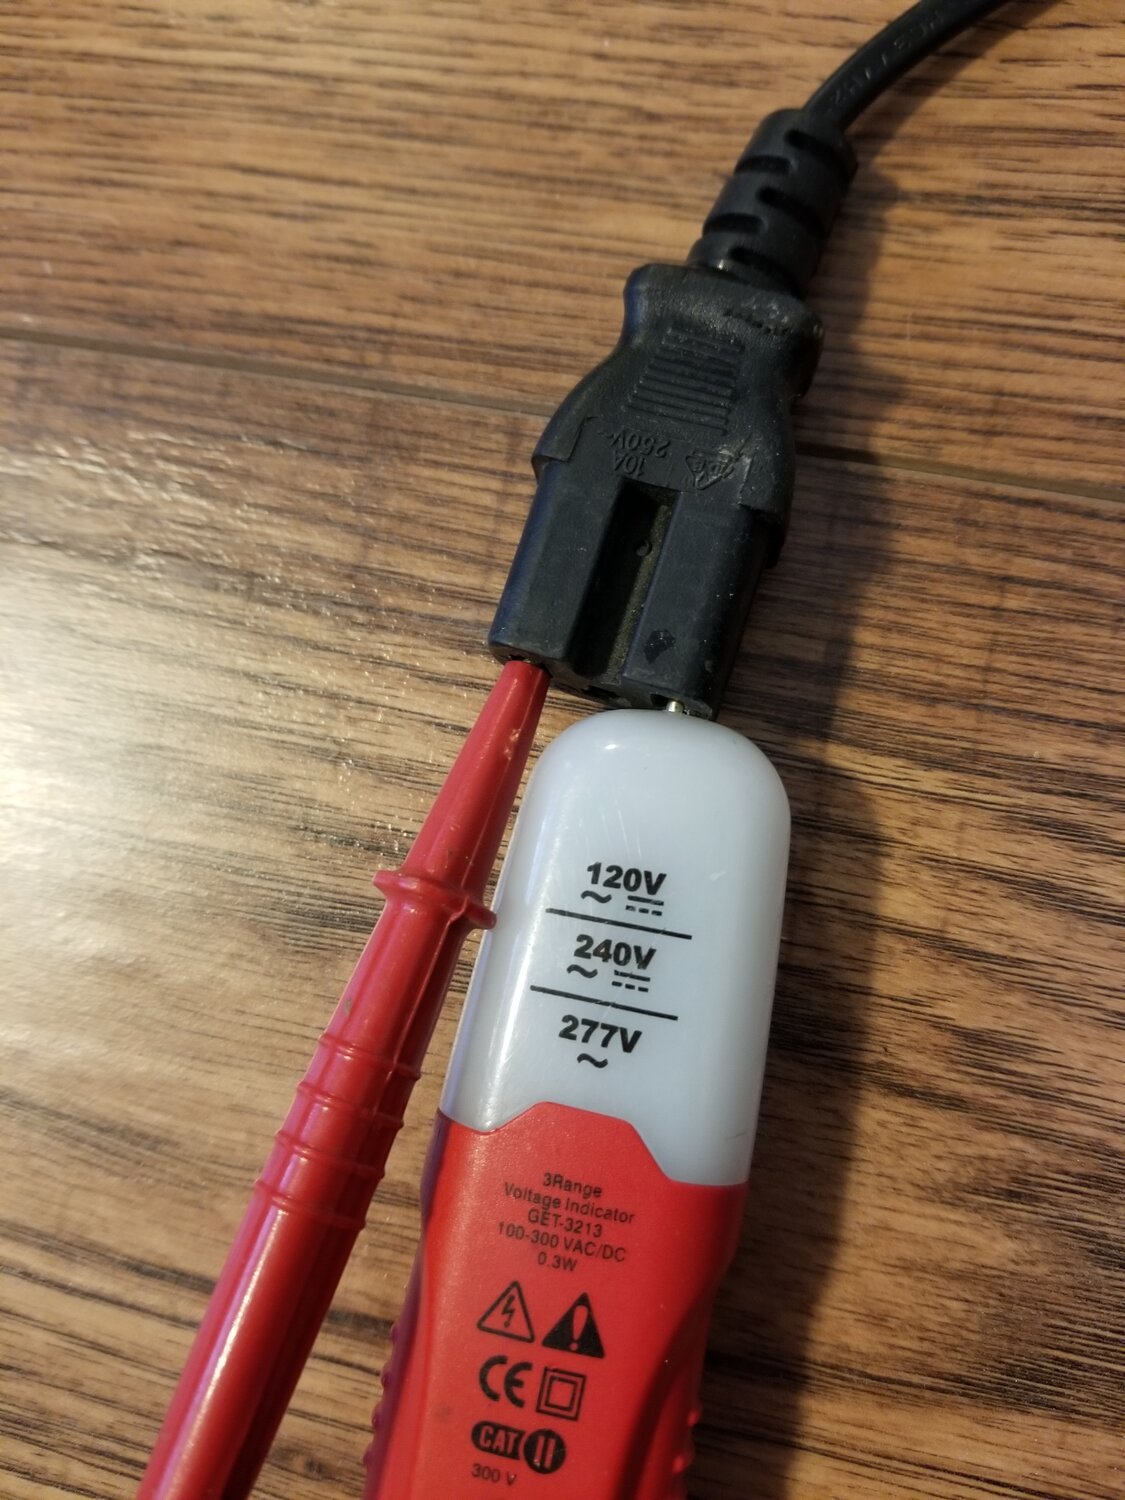 10A
250V~
120V
240V
277V
~
3Range
Voltage Indicator
GET-3213
100-300 VAC/DC
0.3W
CE
CAT II
300 V